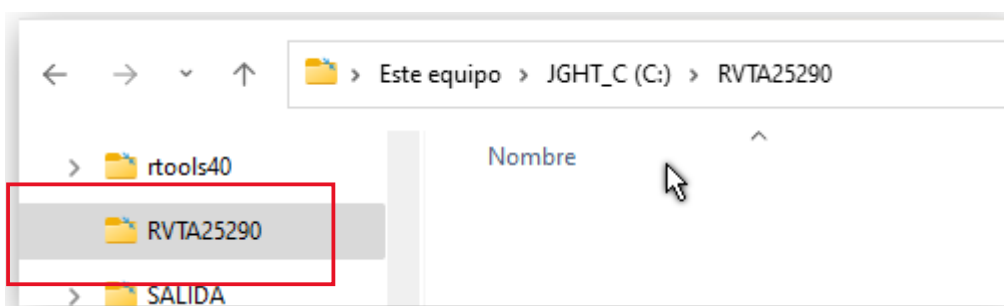 Este equipo > JGHT_C (C:) > RVTA25290
rtools40
Nombre
RVTA25290
SALIDA